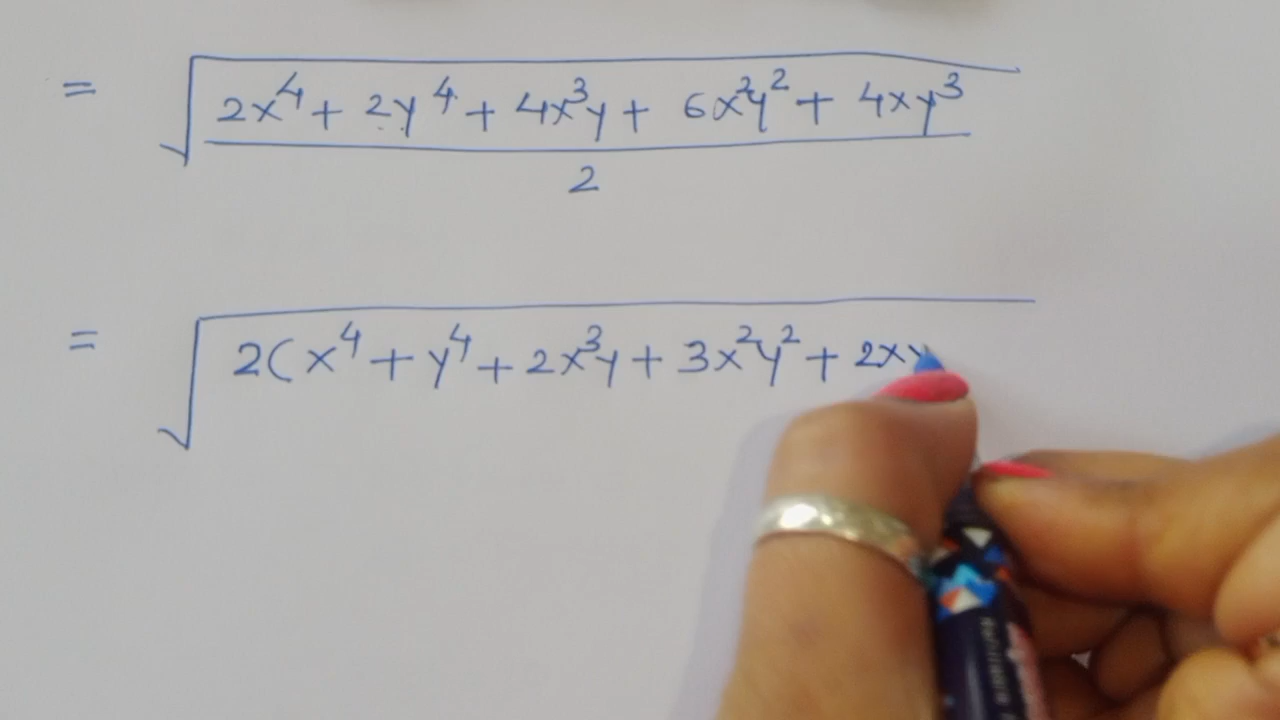 = √(2x⁴ + 2y⁴ + 4x³y + 6x²y² + 4xy³
2
= √2(x⁴ + y⁴ + 2x³y + 3x²y² + 2xy